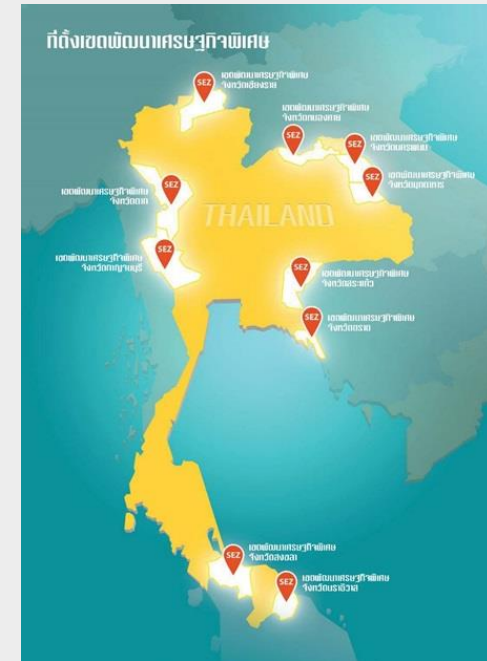 ที่ตั้งเขตพัฒนาเศรษฐกิจพิเศษ
SEZ
เขตพัฒนาเศรษฐกิจพิเศษ
จังหวัดเชียงราย
SEZ
เขตพัฒนาเศรษฐกิจพิเศษ
จังหวัดหนองคาย
SEZ
เขตพัฒนาเศรษฐกิจพิเศษ
จังหวัดนครพนม
SEZ
เขตพัฒนาเศรษฐกิจพิเศษ
จังหวัดมุกดาหาร
SEZ
เขตพัฒนาเศรษฐกิจพิเศษ
จังหวัดตาก
THAILAND
SEZ
เขตพัฒนาเศรษฐกิจพิเศษ
จังหวัดกาญจนบุรี
SEZ
เขตพัฒนาเศรษฐกิจพิเศษ
จังหวัดสระแก้ว
SEZ
เขตพัฒนาเศรษฐกิจพิเศษ
จังหวัดตราด
SEZ
เขตพัฒนาเศรษฐกิจพิเศษ
จังหวัดสงขลา
SEZ
เขตพัฒนาเศรษฐกิจพิเศษ
จังหวัดนราธิวาส